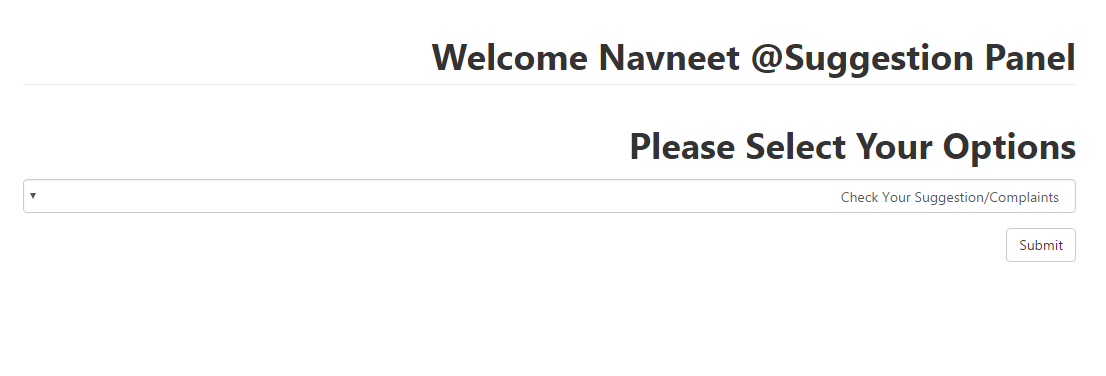 Welcome Navneet @Suggestion Panel
Please Select Your Options
Check Your Suggestion/Complaints
Submit